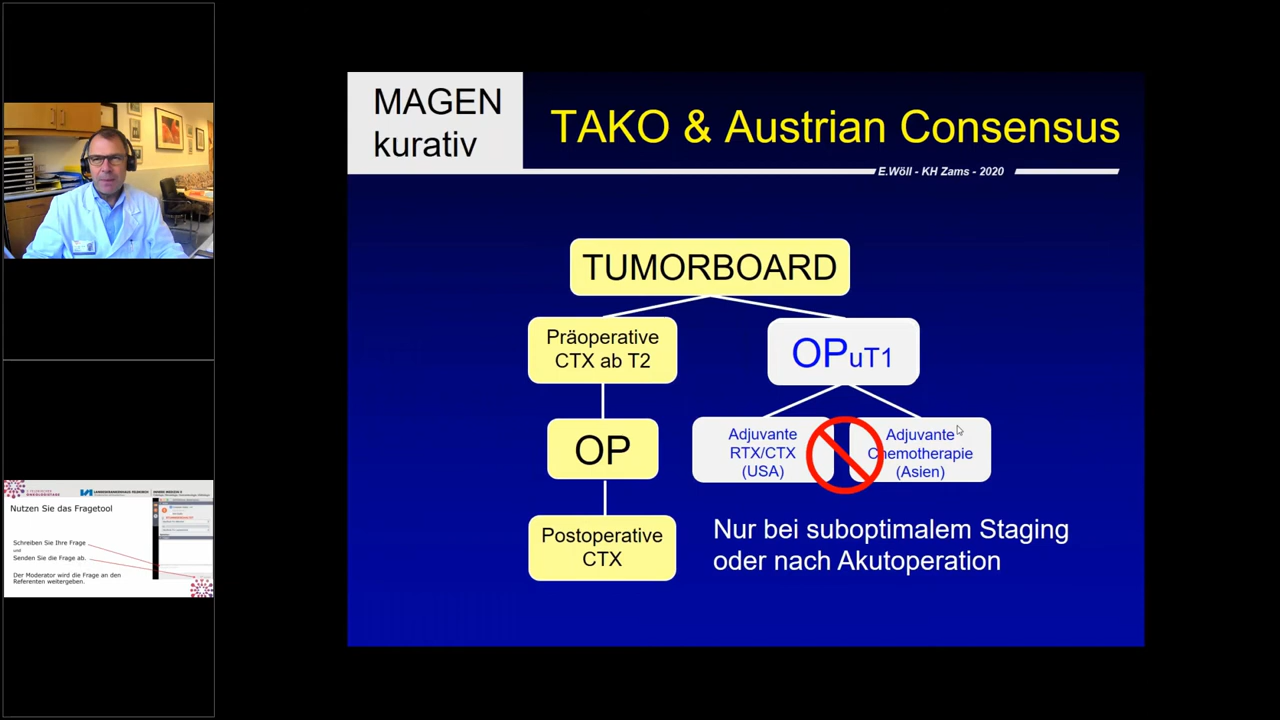 MAGEN
kurativ
TAKO & Austrian Consensus
E.Wöll - KH Zams - 2020
TUMORBOARD
Präoperative
CTX ab T2
OP uT1
OP
Adjuvante
RTX/CTX
(USA)
Adjuvante
Chemotherapie
(Asien)
Postoperative
CTX
Nur bei suboptimalem Staging
oder nach Akutoperation
Nutzen Sie das Fragetool
Schreiben Sie Ihre Frage
und
Senden Sie die Frage ab.
Der Moderator wird die Frage an den
Referenten weitergeben.